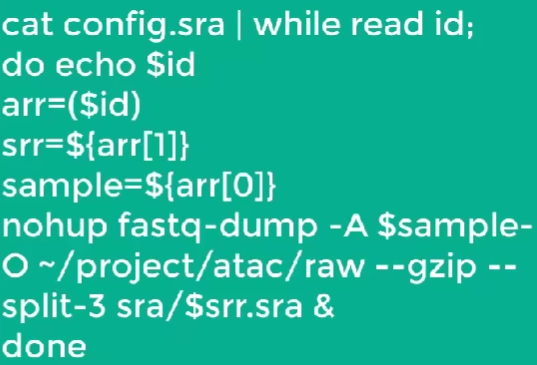 cat config.sra | while read id;
do echo $id
arr=($id)
srr=${arr[1]}
sample=${arr[0]}
nohup fastq-dump -A $sample-
O ~/project/atac/raw --gzip --
split-3 sra/$srr.sra &
done